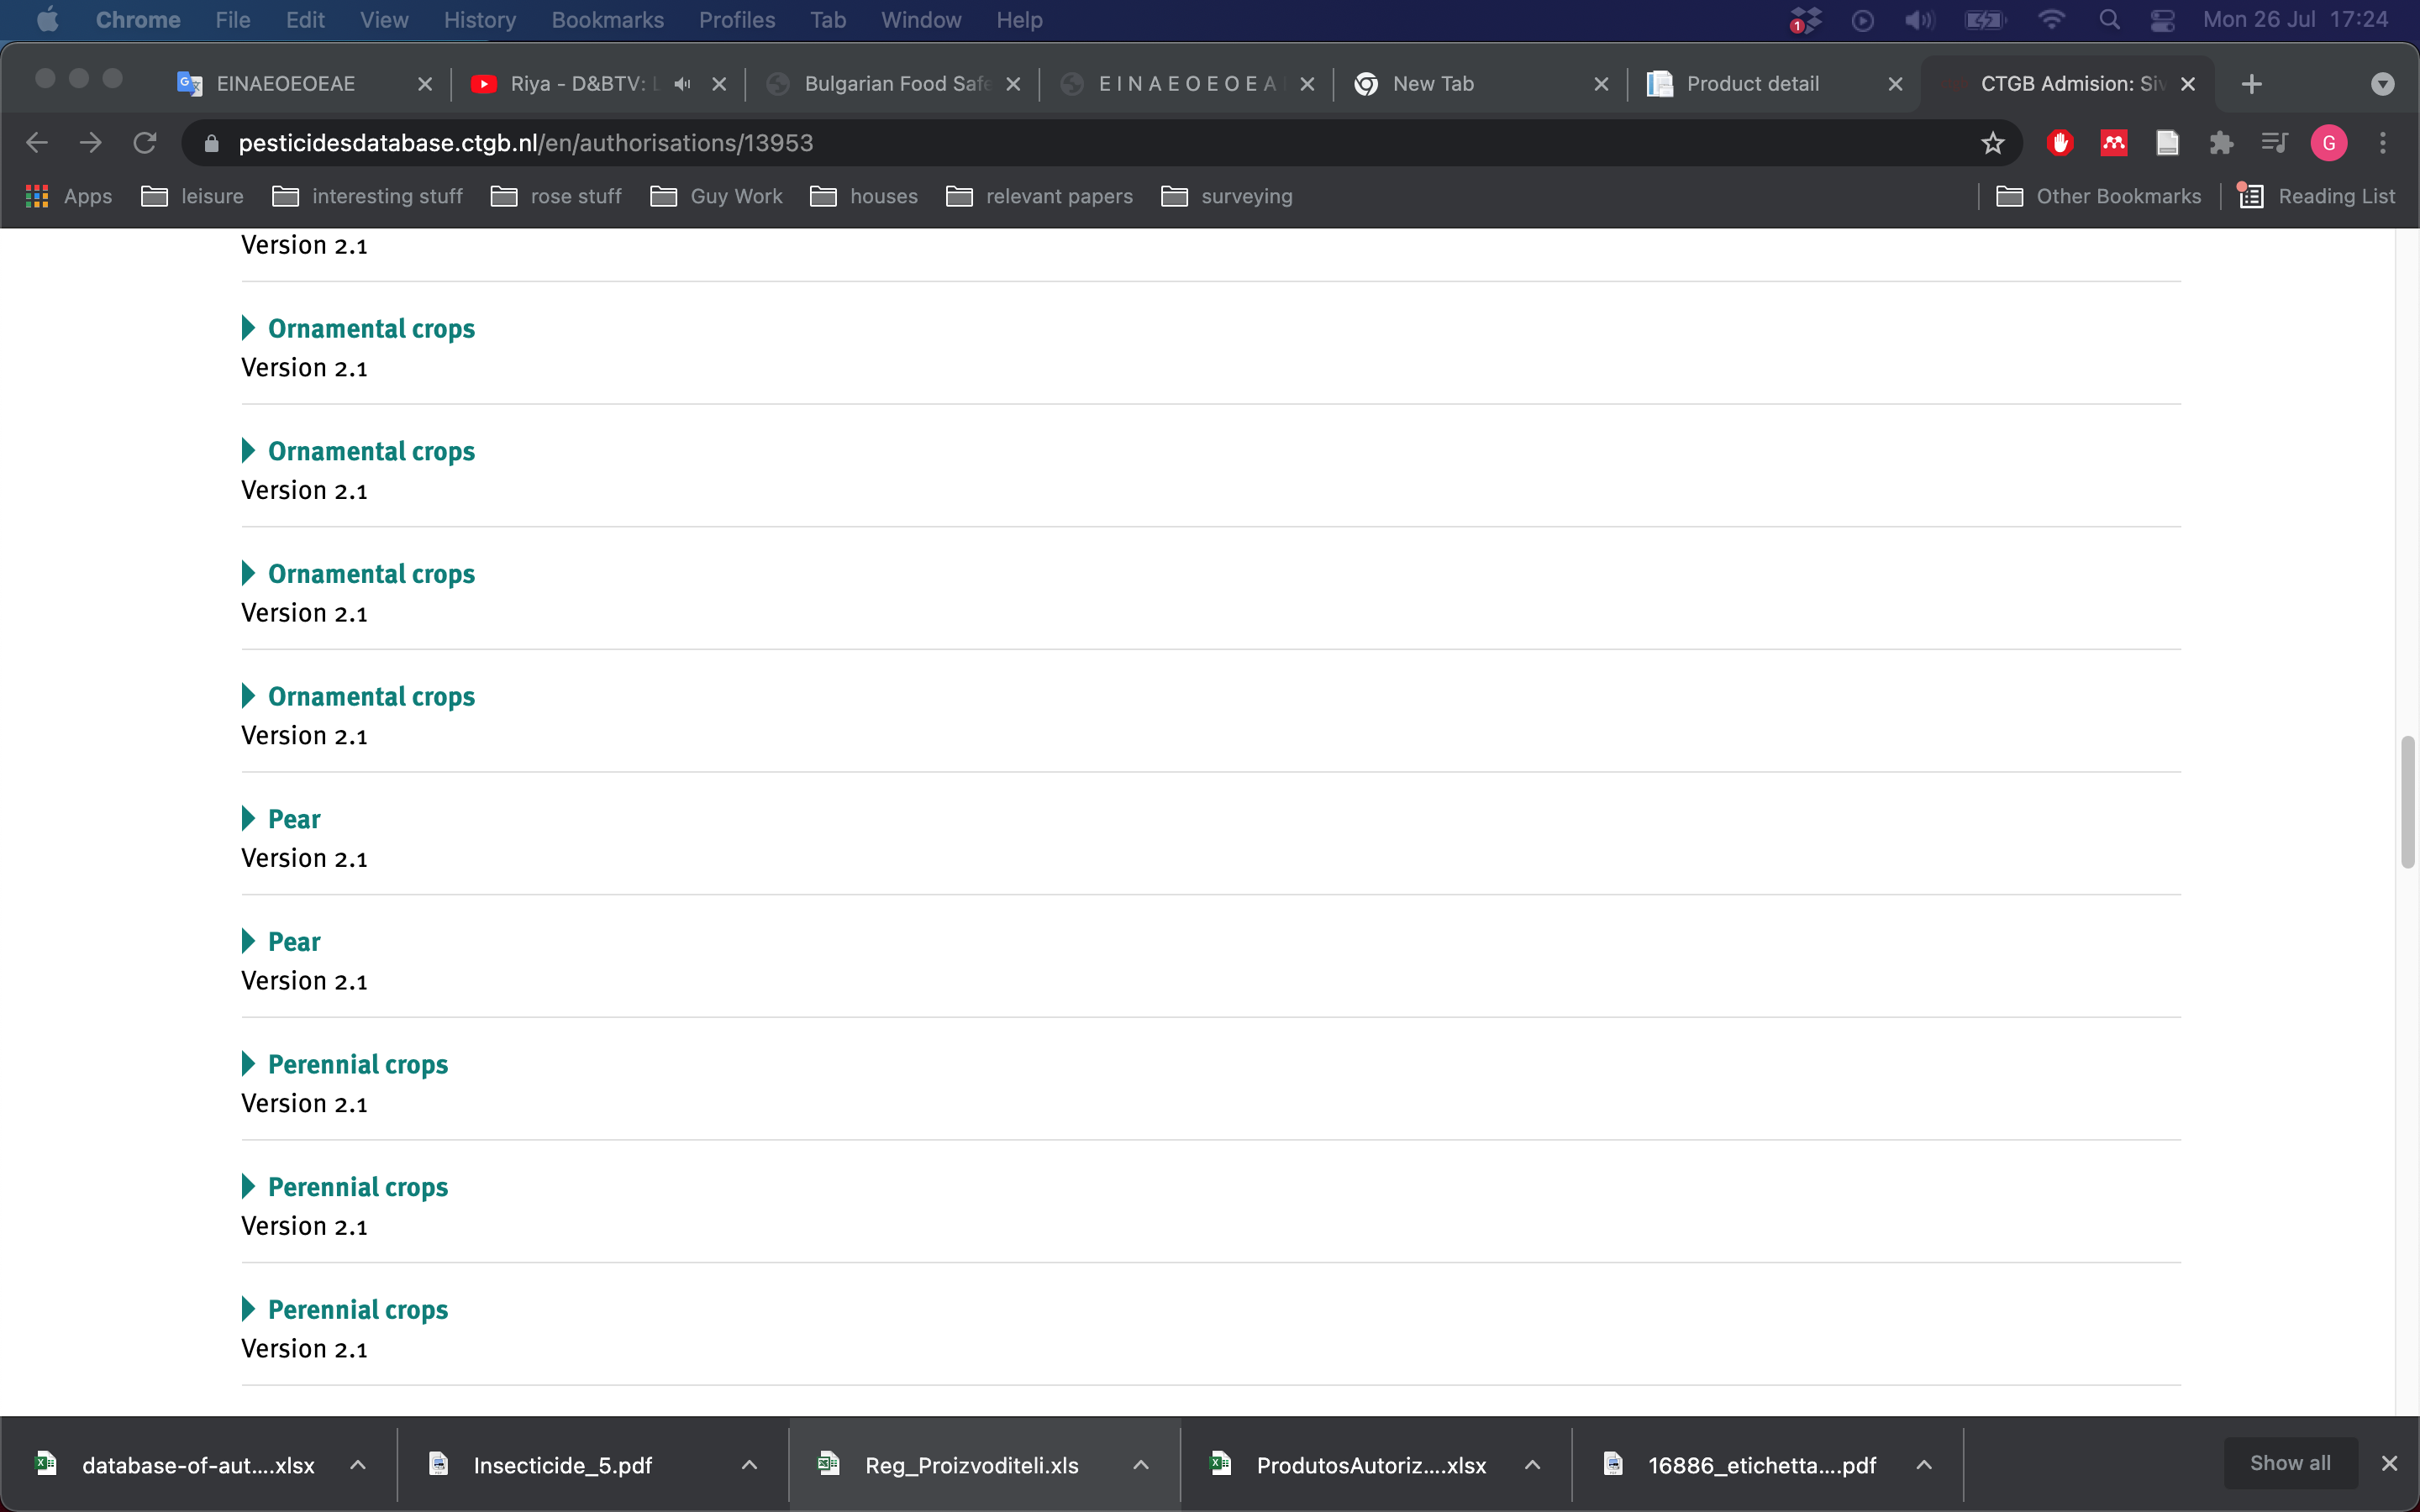 Chrome File Edit View History Bookmarks Profiles Tab Window Help 1 Mon 26 Jul 17:24
EINAEOEOEAE Riya - D&BTV: L Bulgarian Food Safe E I N A E O E O E A New Tab Product detail CTGB Admision: Siv
pesticidesdatabase.ctgb.nl/en/authorisations/13953 G
Apps leisure interesting stuff rose stuff Guy Work houses relevant papers surveying Other Bookmarks Reading List
Version 2.1
Ornamental crops
Version 2.1
Ornamental crops
Version 2.1
Ornamental crops
Version 2.1
Ornamental crops
Version 2.1
Pear
Version 2.1
Pear
Version 2.1
Perennial crops
Version 2.1
Perennial crops
Version 2.1
Perennial crops
Version 2.1
database-of-aut....xlsx Insecticide_5.pdf Reg_Proizvoditeli.xls ProdutosAutoriz....xlsx 16886_etichetta....pdf Show all